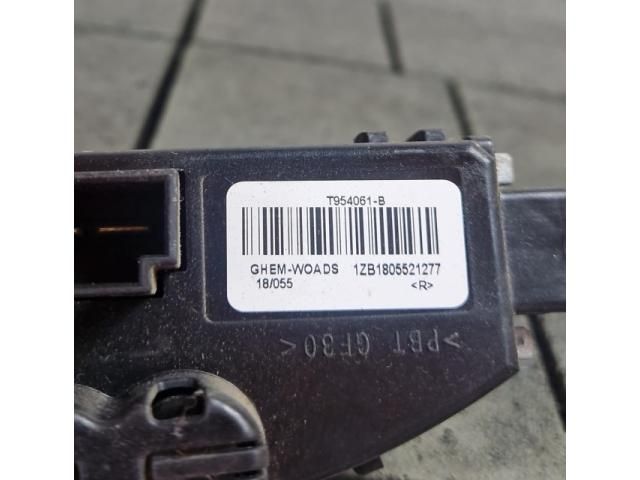 T954061-B
GHEM-WOADS 1ZB1805521277
18/055 <R>
>PBT GF30<